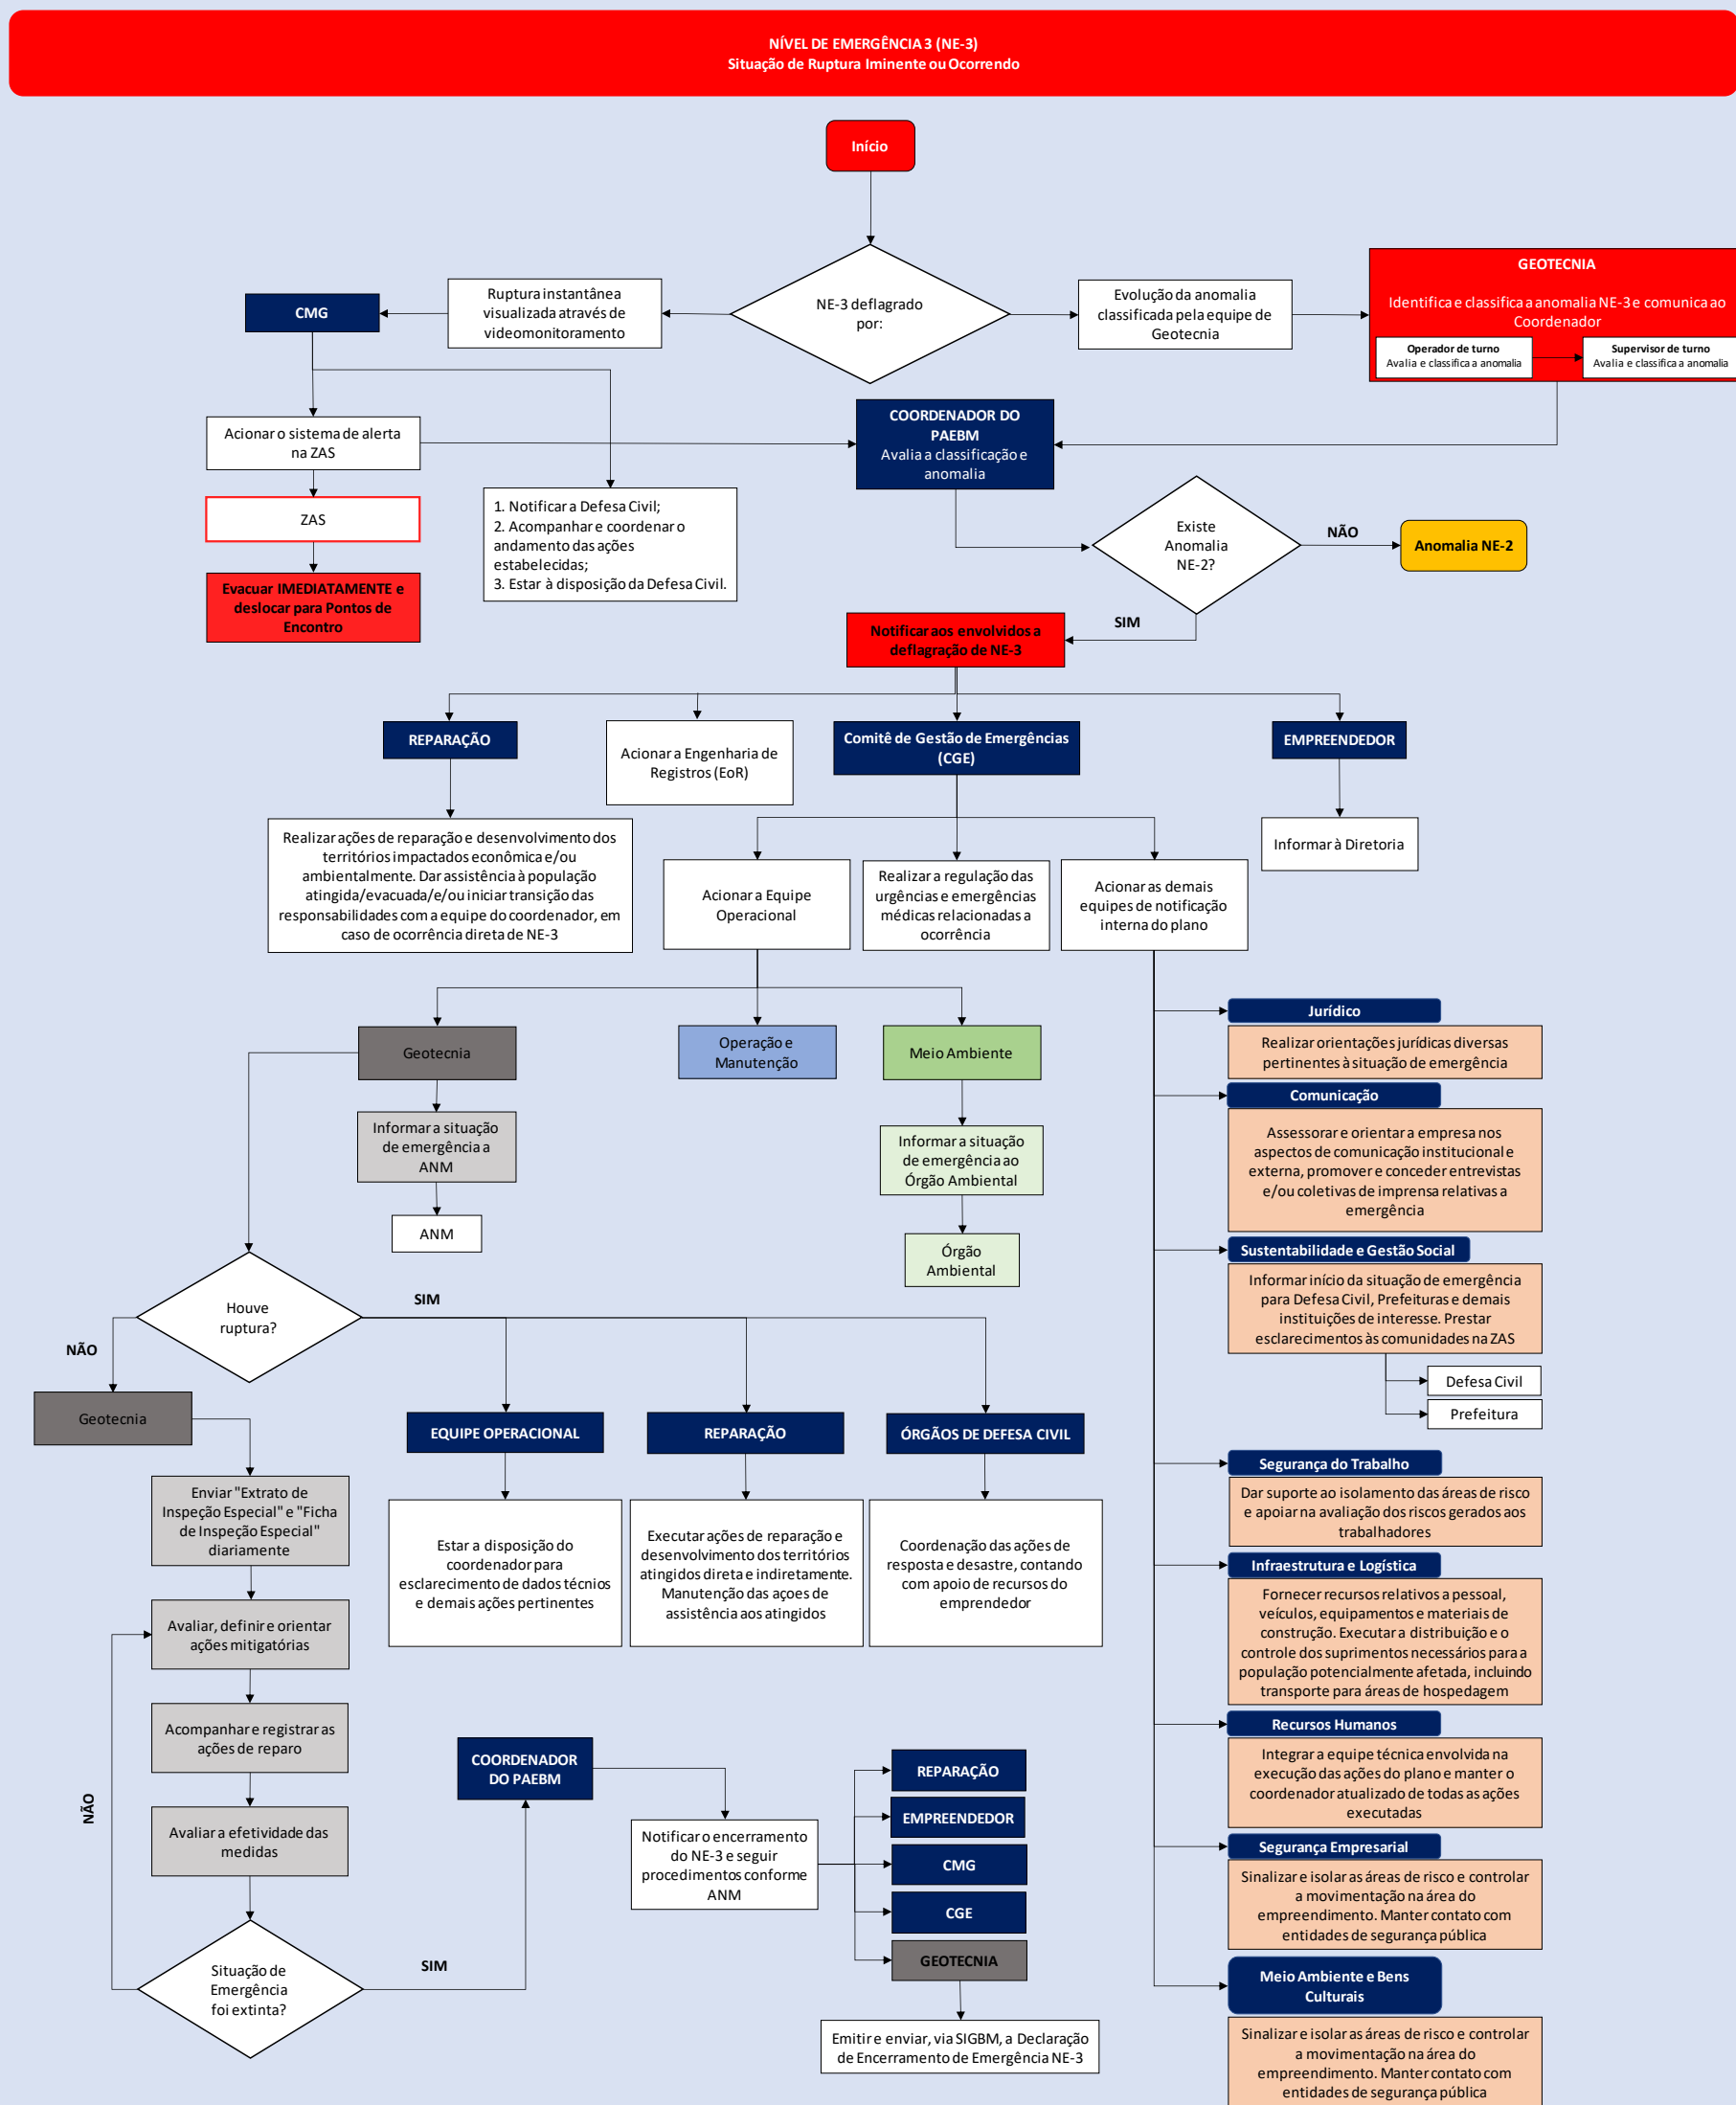 NÍVEL DE EMERGÊNCIA 3 (NE-3)
Situação de Ruptura Iminente ou Ocorrendo
Início
NE-3 deflagrado
por:
Ruptura instantânea
visualizada através de
videomonitoramento
CMG
Evolução da anomalia
classificada pela equipe de
Geotecnia
GEOTECNIA
Identifica e classifica a anomalia NE-3 e comunica ao
Coordenador
Operador de turno
Avalia e classifica a anomalia
Supervisor de turno
Avalia e classifica a anomalia
Acionar o sistema de alerta
na ZAS
COORDENADOR DO
PAEBM
Avalia a classificação e
anomalia
ZAS
Evacuar IMEDIATAMENTE e
deslocar para Pontos de
Encontro
1. Notificar a Defesa Civil;
2. Acompanhar e coordenar o
andamento das ações
estabelecidas;
3. Estar à disposição da Defesa Civil.
Existe
Anomalia
NE-2?
NÃO
Anomalia NE-2
SIM
Notificar aos envolvidos a
deflagração de NE-3
REPARAÇÃO
Acionar a Engenharia de
Registros (EoR)
Comitê de Gestão de Emergências
(CGE)
EMPREENDEDOR
Realizar ações de reparação e desenvolvimento dos
territórios impactados econômica e/ou
ambientalmente. Dar assistência à população
atingida/evacuada/e/ou iniciar transição das
responsabilidades com a equipe do coordenador, em
caso de ocorrência direta de NE-3
Informar à Diretoria
Acionar a Equipe
Operacional
Realizar a regulação das
urgências e emergências
médicas relacionadas a
ocorrência
Acionar as demais
equipes de notificação
interna do plano
Geotecnia
Operação e
Manutenção
Meio Ambiente
Informar a situação
de emergência a
ANM
ANM
Informar a situação
de emergência ao
Órgão Ambiental
Órgão
Ambiental
Jurídico
Realizar orientações jurídicas diversas
pertinentes à situação de emergência
Comunicação
Assessorar e orientar a empresa nos
aspectos de comunicação institucional e
externa, promover e conceder entrevistas
e/ou coletivas de imprensa relativas a
emergência
Sustentabilidade e Gestão Social
Informar início da situação de emergência
para Defesa Civil, Prefeituras e demais
instituições de interesse. Prestar
esclarecimentos às comunidades na ZAS
Defesa Civil
Prefeitura
Segurança do Trabalho
Dar suporte ao isolamento das áreas de risco
e apoiar na avaliação dos riscos gerados aos
trabalhadores
Infraestrutura e Logística
Fornecer recursos relativos a pessoal,
veículos, equipamentos e materiais de
construção. Executar a distribuição e o
controle dos suprimentos necessários para a
população potencialmente afetada, incluindo
transporte para áreas de hospedagem
Recursos Humanos
Integrar a equipe técnica envolvida na
execução das ações do plano e manter o
coordenador atualizado de todas as ações
executadas
Segurança Empresarial
Sinalizar e isolar as áreas de risco e controlar
a movimentação na área do
empreendimento. Manter contato com
entidades de segurança pública
Meio Ambiente e Bens
Culturais
Sinalizar e isolar as áreas de risco e controlar
a movimentação na área do
empreendimento. Manter contato com
entidades de segurança pública
Houve
ruptura?
SIM
NÃO
Geotecnia
EQUIPE OPERACIONAL
REPARAÇÃO
ÓRGÃOS DE DEFESA CIVIL
Estar a disposição do
coordenador para
esclarecimento de dados técnios
e demais ações pertinentes
Executar ações de reparação e
desenvolvimento dos territórios
atingidos direta e indiretamente.
Manutenção das açoes de
assistência aos atingidos
Coordenação das ações de
resposta e desastre, contando
com apoio de recursos do
emprendedor
Enviar "Extrato de
Inspeção Especial" e "Ficha
de Inspeção Especial"
diariamente
Avaliar, definir e orientar
ações mitigatórias
Acompanhar e registrar as
ações de reparo
Avaliar a efetividade das
medidas
NÃO
Situação de
Emergência
foi extinta?
SIM
COORDENADOR
DO PAEBM
Notificar o encerramento
do NE-3 e seguir
procedimentos conforme
ANM
REPARAÇÃO
EMPREENDEDOR
CMG
CGE
GEOTECNIA
Emitir e enviar, via SIGBM, a Declaração
de Encerramento de Emergência NE-3